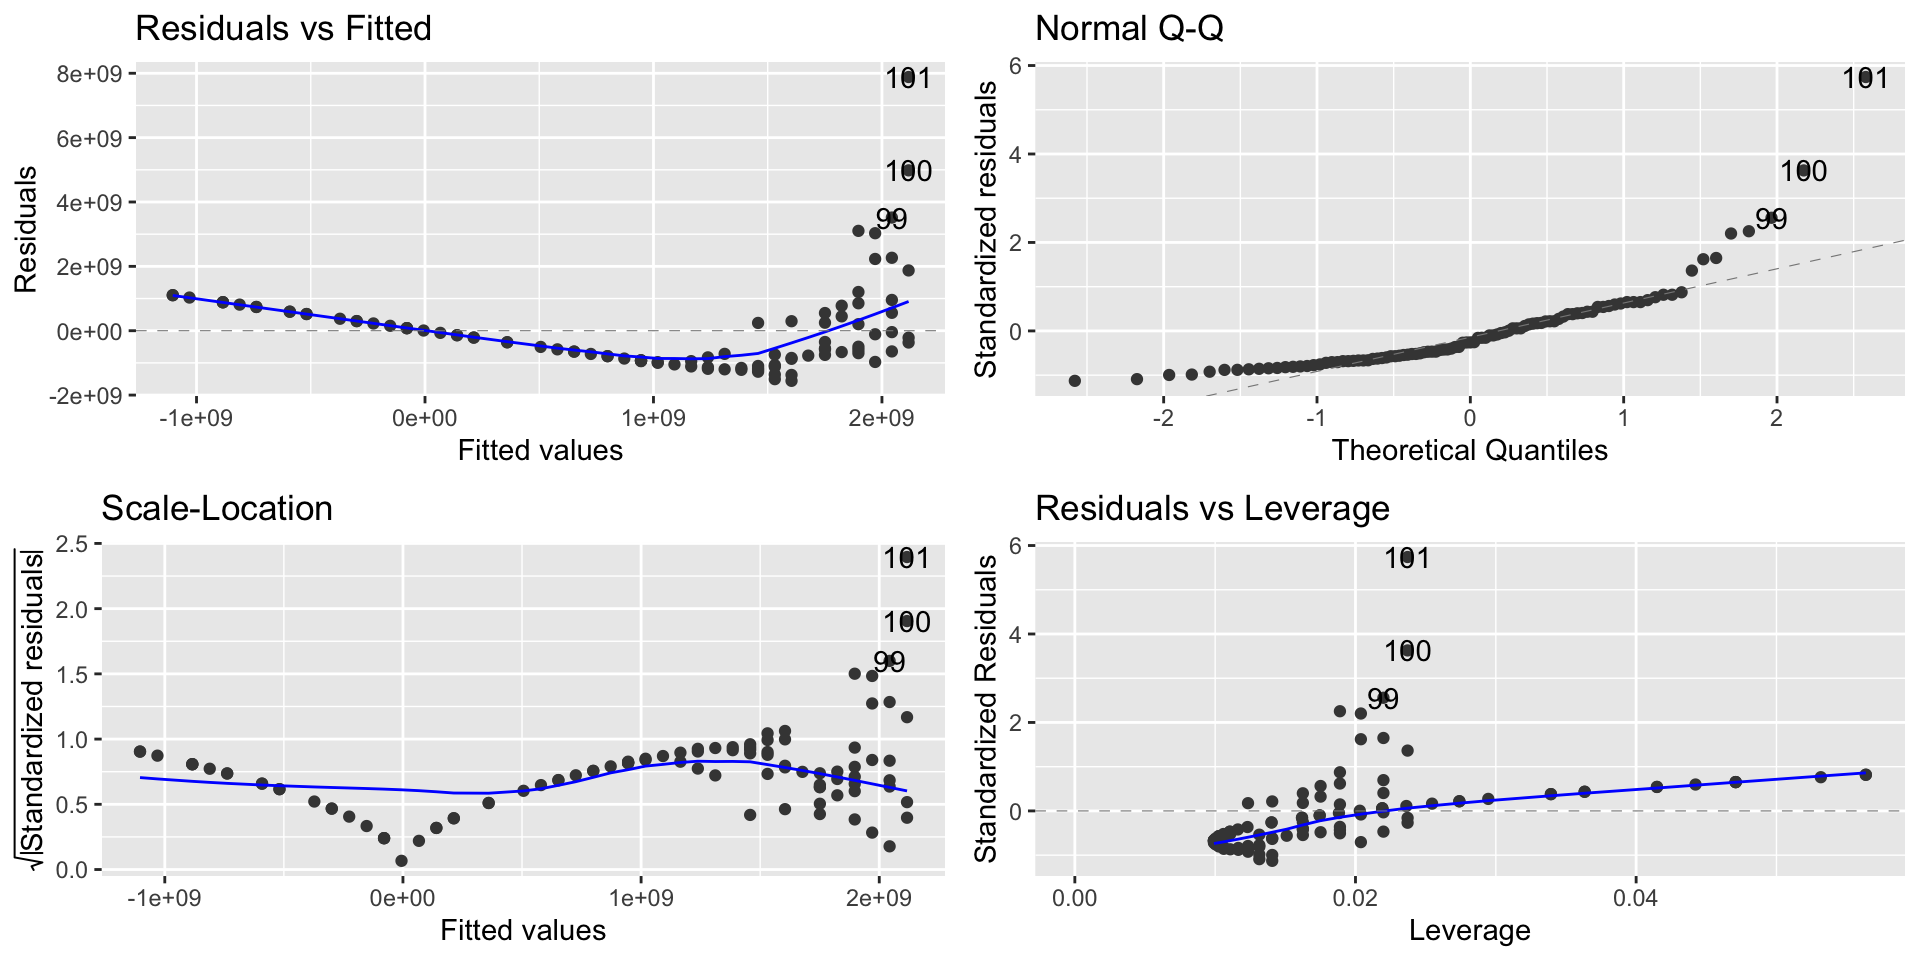 Residuals vs Fitted
8e+09
6e+09
4e+09
2e+09
0e+00
-2e+09
Residuals
101
100
99
-1e+09 0e+00 1e+09 2e+09
Fitted values
Normal Q-Q
6
4
2
0
Standardized residuals
101
100
99
-2 -1 0 1 2
Theoretical Quantiles
Scale-Location
2.5
2.0
1.5
1.0
0.5
0.0
√|Standardized residuals|
101
100
99
-1e+09 0e+00 1e+09 2e+09
Fitted values
Residuals vs Leverage
6
4
2
0
Standardized Residuals
101
100
99
0.00 0.02 0.04
Leverage